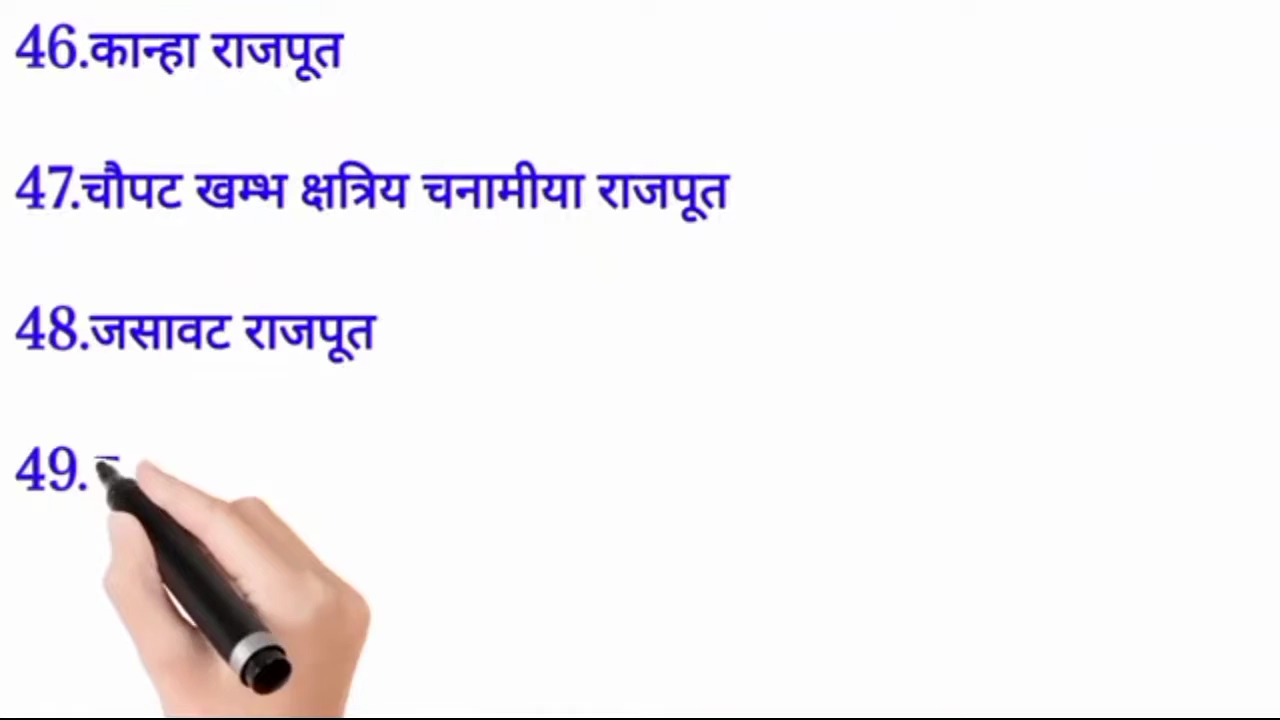 46.कान्हा राजपूत
47.चौपट खम्भ क्षत्रिय चनामीया राजपूत
48.जसावट राजपूत
49.